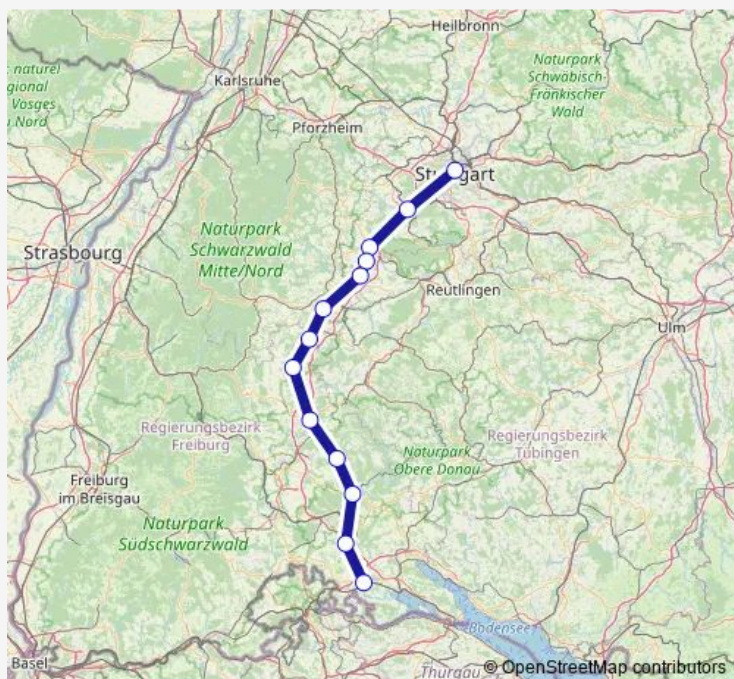 Heilbronn
Naturpark
Schwäbisch-
Fränkischer
Wald
c naturel
egional
Vosges
u Nord
Karlsruhe
Pforzheim
Stuttgart
Naturpark
Schwarzwald
Mitte/Nord
Strasbourg
Reutlingen
Ulm
Regierungsbezirk
Freiburg
Regierungsbezirk
Tübingen
Naturpark
Obere Donau
Freiburg
im Breisgau
Naturpark
Südschwarzwald
Bodensee
Basel
Thurgau
© OpenStreetMap contributors